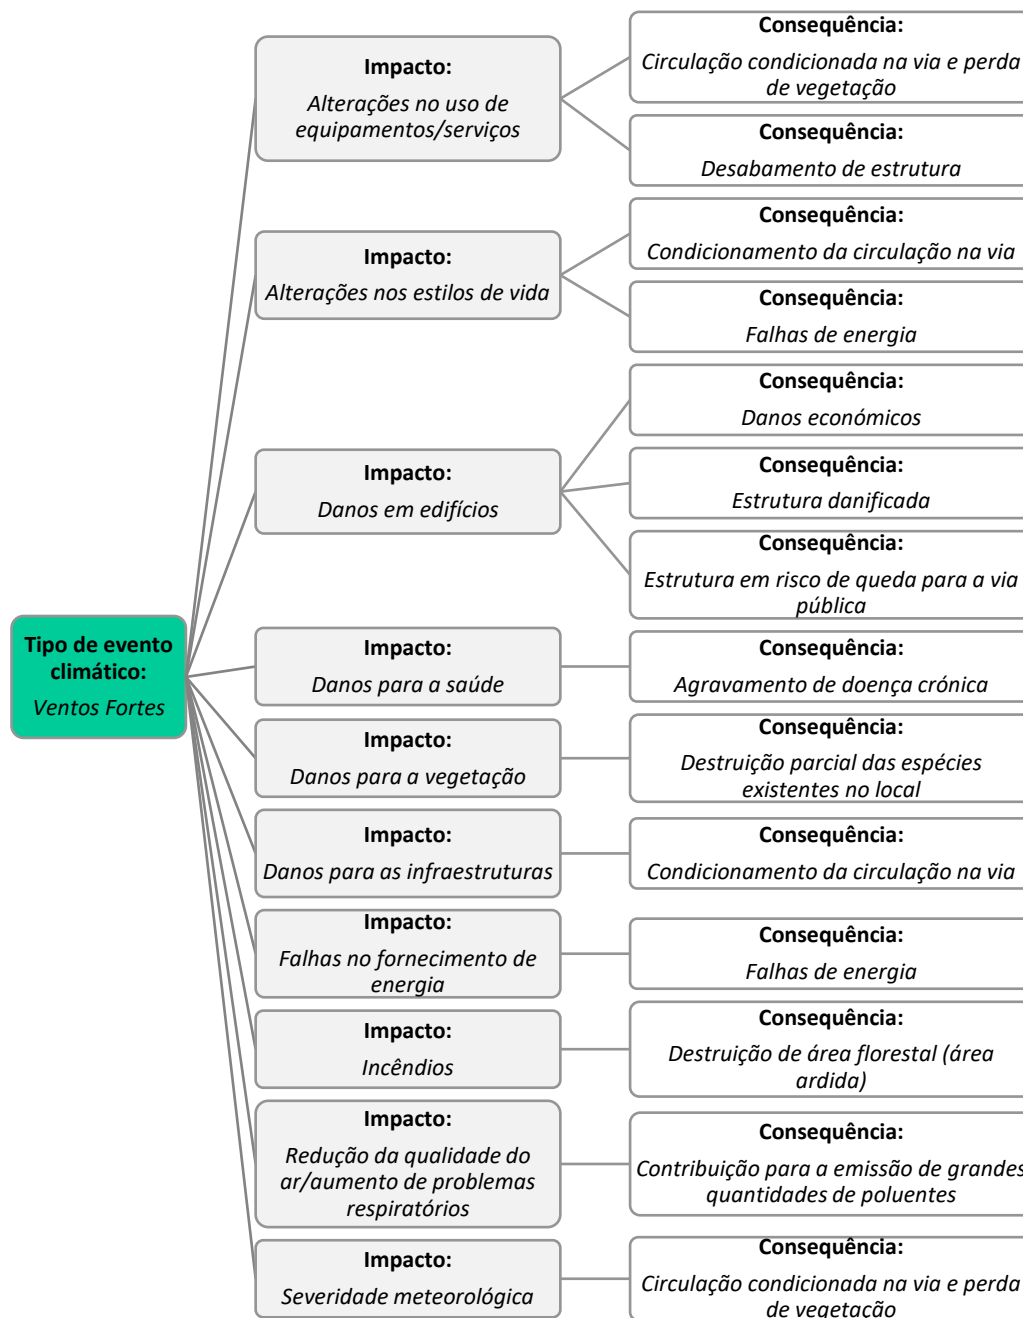 Tipo de evento
climático:
Ventos Fortes
Impacto:
Alterações no uso de
equipamentos/serviços
Consequência:
Circulação condicionada na via e perda
de vegetação
Consequência:
Desabamento de estrutura
Impacto:
Alterações nos estilos de vida
Consequência:
Condicionamento da circulação na via
Consequência:
Falhas de energia
Impacto:
Danos em edifícios
Consequência:
Danos económicos
Consequência:
Estrutura danificada
Consequência:
Estrutura em risco de queda para a via
pública
Impacto:
Danos para a saúde
Consequência:
Agravamento de doença crónica
Impacto:
Danos para a vegetação
Consequência:
Destruição parcial das espécies
existentes no local
Impacto:
Danos para as infraestruturas
Consequência:
Condicionamento da circulação na via
Impacto:
Falhas no fornecimento de
energia
Consequência:
Falhas de energia
Impacto:
Incêndios
Consequência:
Destruição de área florestal (área
ardida)
Impacto:
Redução da qualidade do
ar/aumento de problemas
respiratórios
Consequência:
Contribuição para a emissão de grandes
quantidades de poluentes
Impacto:
Severidade meteorológica
Consequência:
Circulação condicionada na via e perda
de vegetação